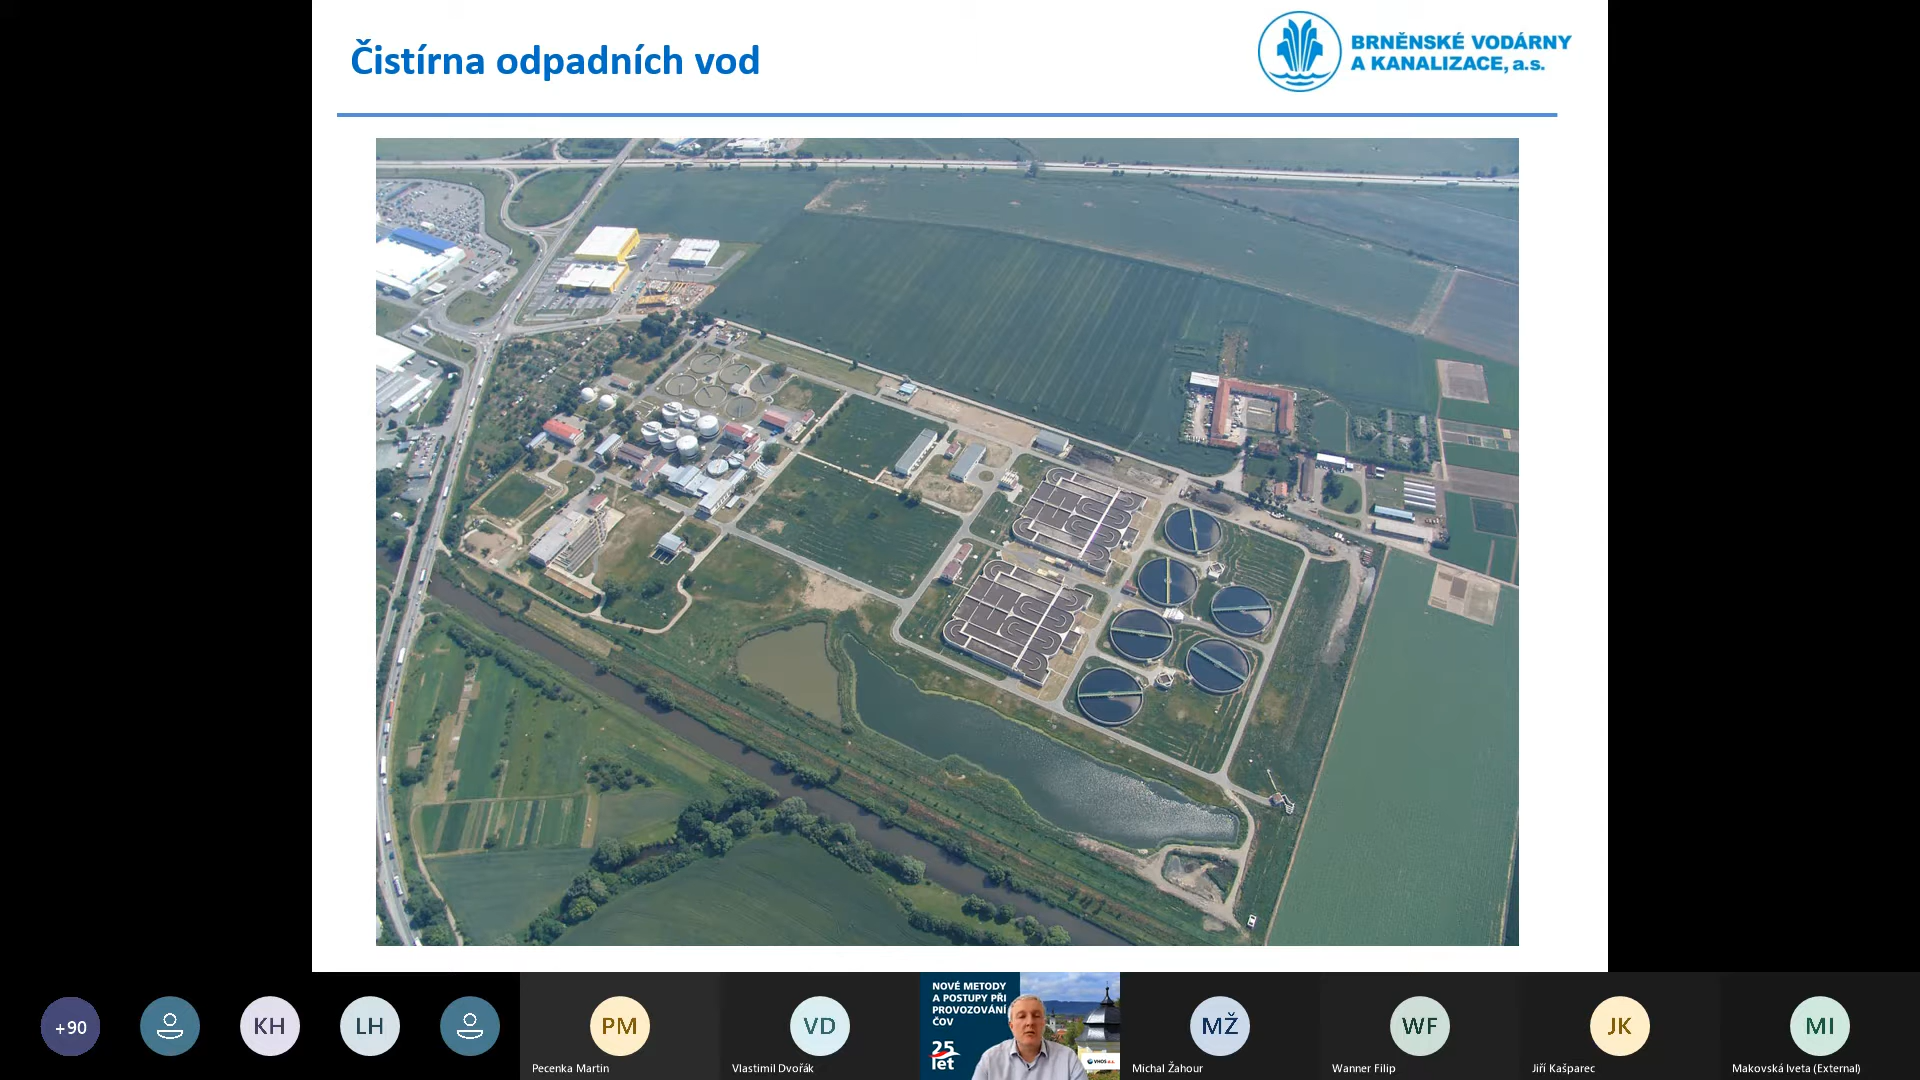 Čistírna odpadních vod
BRNĚNSKÉ VODÁRNY
A KANALIZACE, a.s.
+90
KH
LH
PM
Pecenka Martin
VD
Vlastimil Dvořák
NOVÉ METODY
A POSTUPY PŘI
PROVOZOVÁNÍ
ČOV
25
let
VHOS a.s.
MŽ
Michal Žahour
WF
Wanner Filip
JK
Jiří Kašparec
MI
Makovská Iveta (External)